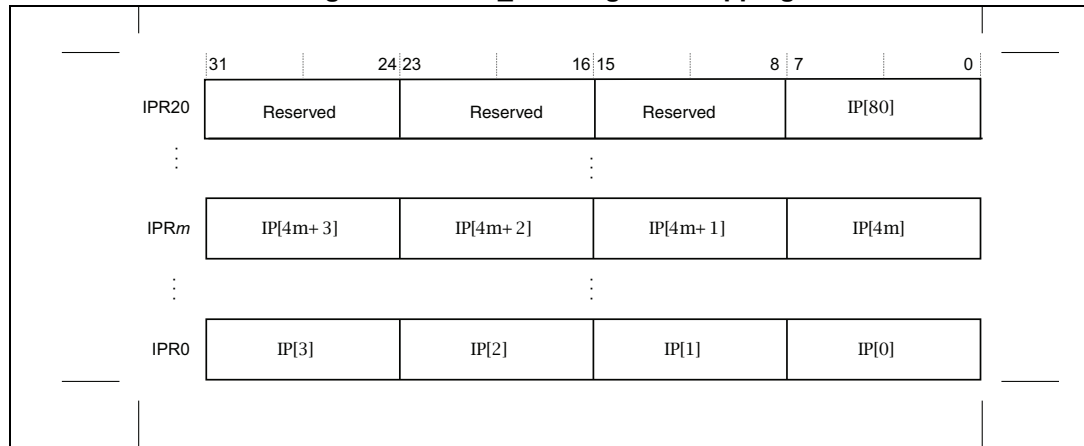 31 24 23 16 15 8 7 0
IPR20 Reserved Reserved Reserved IP[80]
⋮ ⋮
IPRm IP[4m+3] IP[4m+2] IP[4m+1] IP[4m]
⋮ ⋮
IPR0 IP[3] IP[2] IP[1] IP[0]